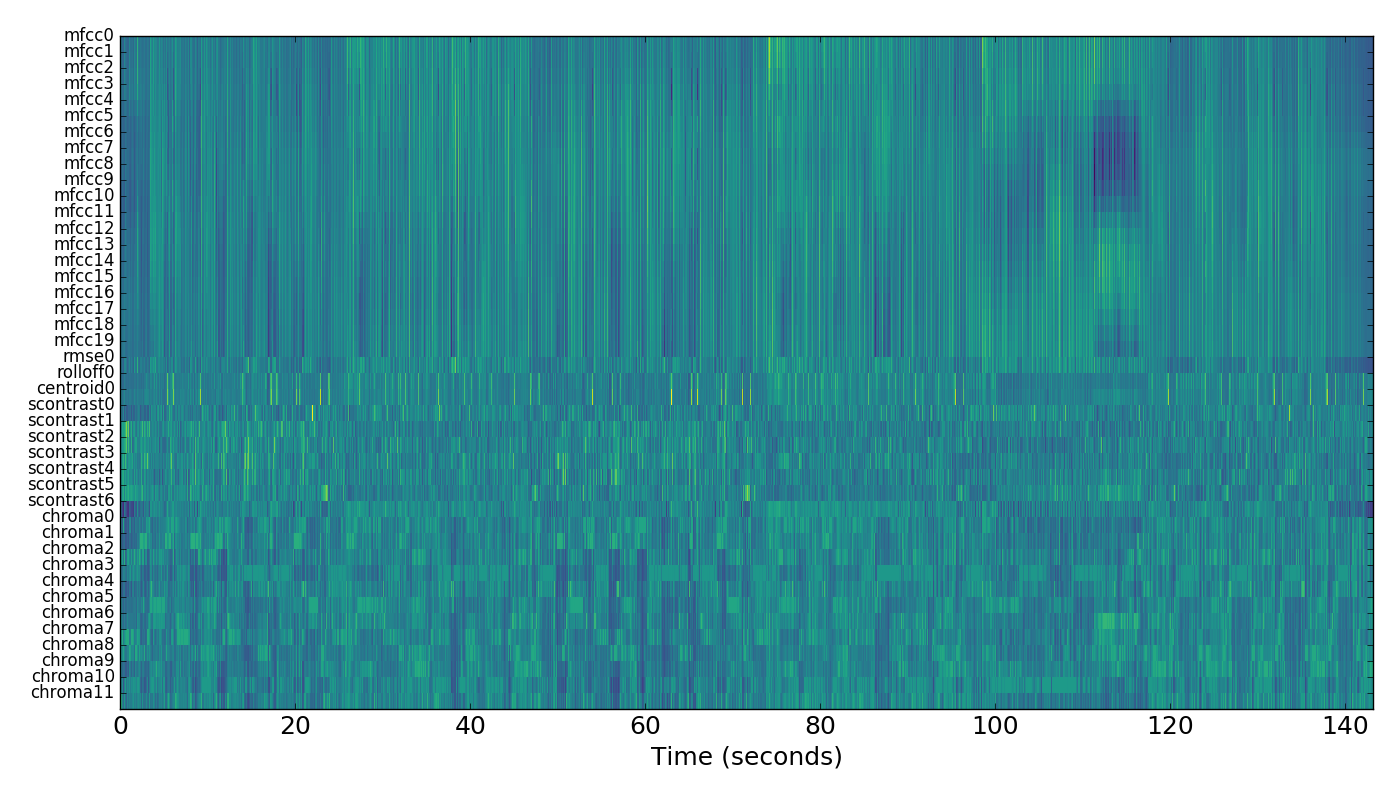 mfcc0
mfcc1
mfcc2
mfcc3
mfcc4
mfcc5
mfcc6
mfcc7
mfcc8
mfcc9
mfcc10
mfcc11
mfcc12
mfcc13
mfcc14
mfcc15
mfcc16
mfcc17
mfcc18
mfcc19
rmse0
rolloff0
centroid0
scontrast0
scontrast1
scontrast2
scontrast3
scontrast4
scontrast5
scontrast6
chroma0
chroma1
chroma2
chroma3
chroma4
chroma5
chroma6
chroma7
chroma8
chroma9
chroma10
chroma11
0 20 40 60 80 100 120 140
Time (seconds)